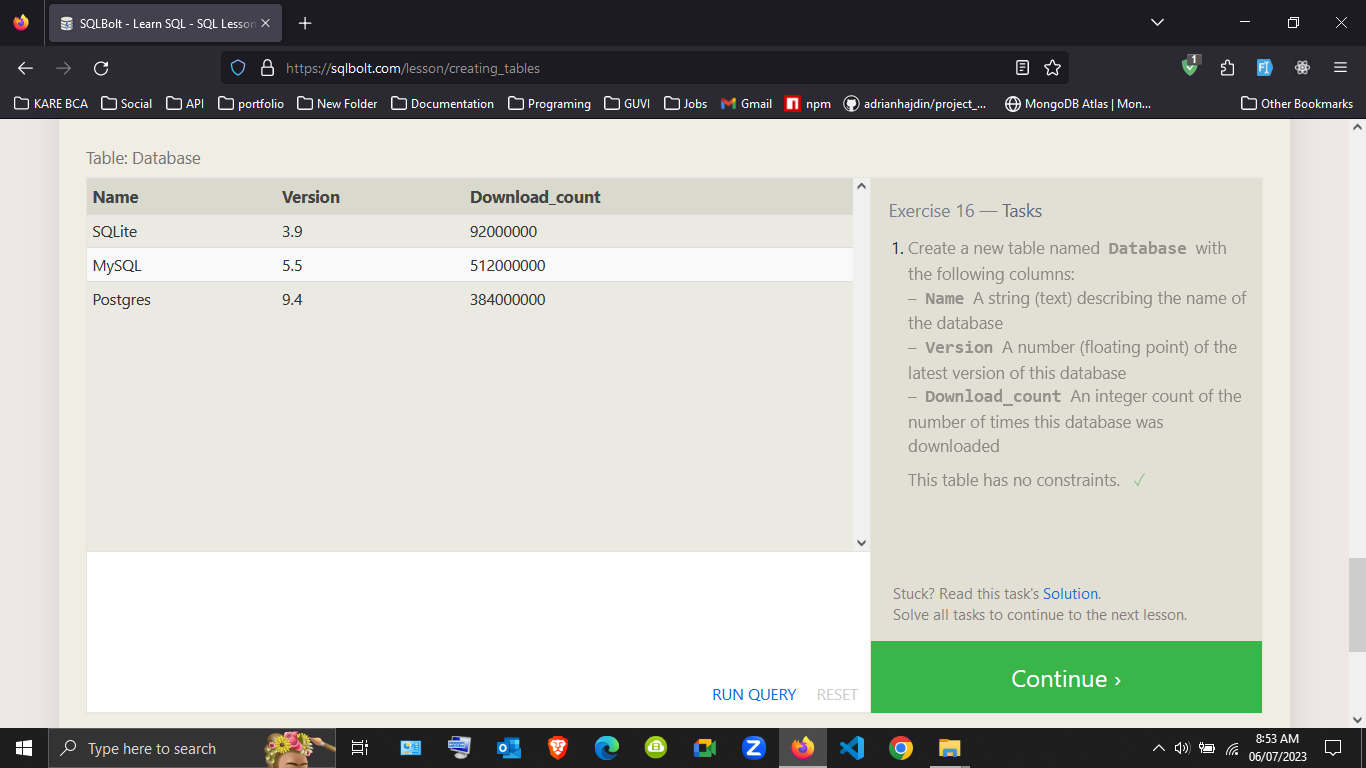 SQLBolt - Learn SQL - SQL Lesson
https://sqlbolt.com/lesson/creating_tables
1
KARE BCA Social API portfolio New Folder Documentation Programing GUVI Jobs Gmail npm adrianhajdin/project_... MongoDB Atlas | Mon... Other Bookmarks
Table: Database
Name Version Download_count
SQLite 3.9 92000000
MySQL 5.5 512000000
Postgres 9.4 384000000
RUN QUERY RESET
Exercise 16 — Tasks
1. Create a new table named Database with
the following columns:
– Name A string (text) describing the name of
the database
– Version A number (floating point) of the
latest version of this database
– Download_count An integer count of the
number of times this database was
downloaded
This table has no constraints. ✓
Stuck? Read this task's Solution.
Solve all tasks to continue to the next lesson.
Continue ›
Type here to search
8:53 AM
06/07/2023